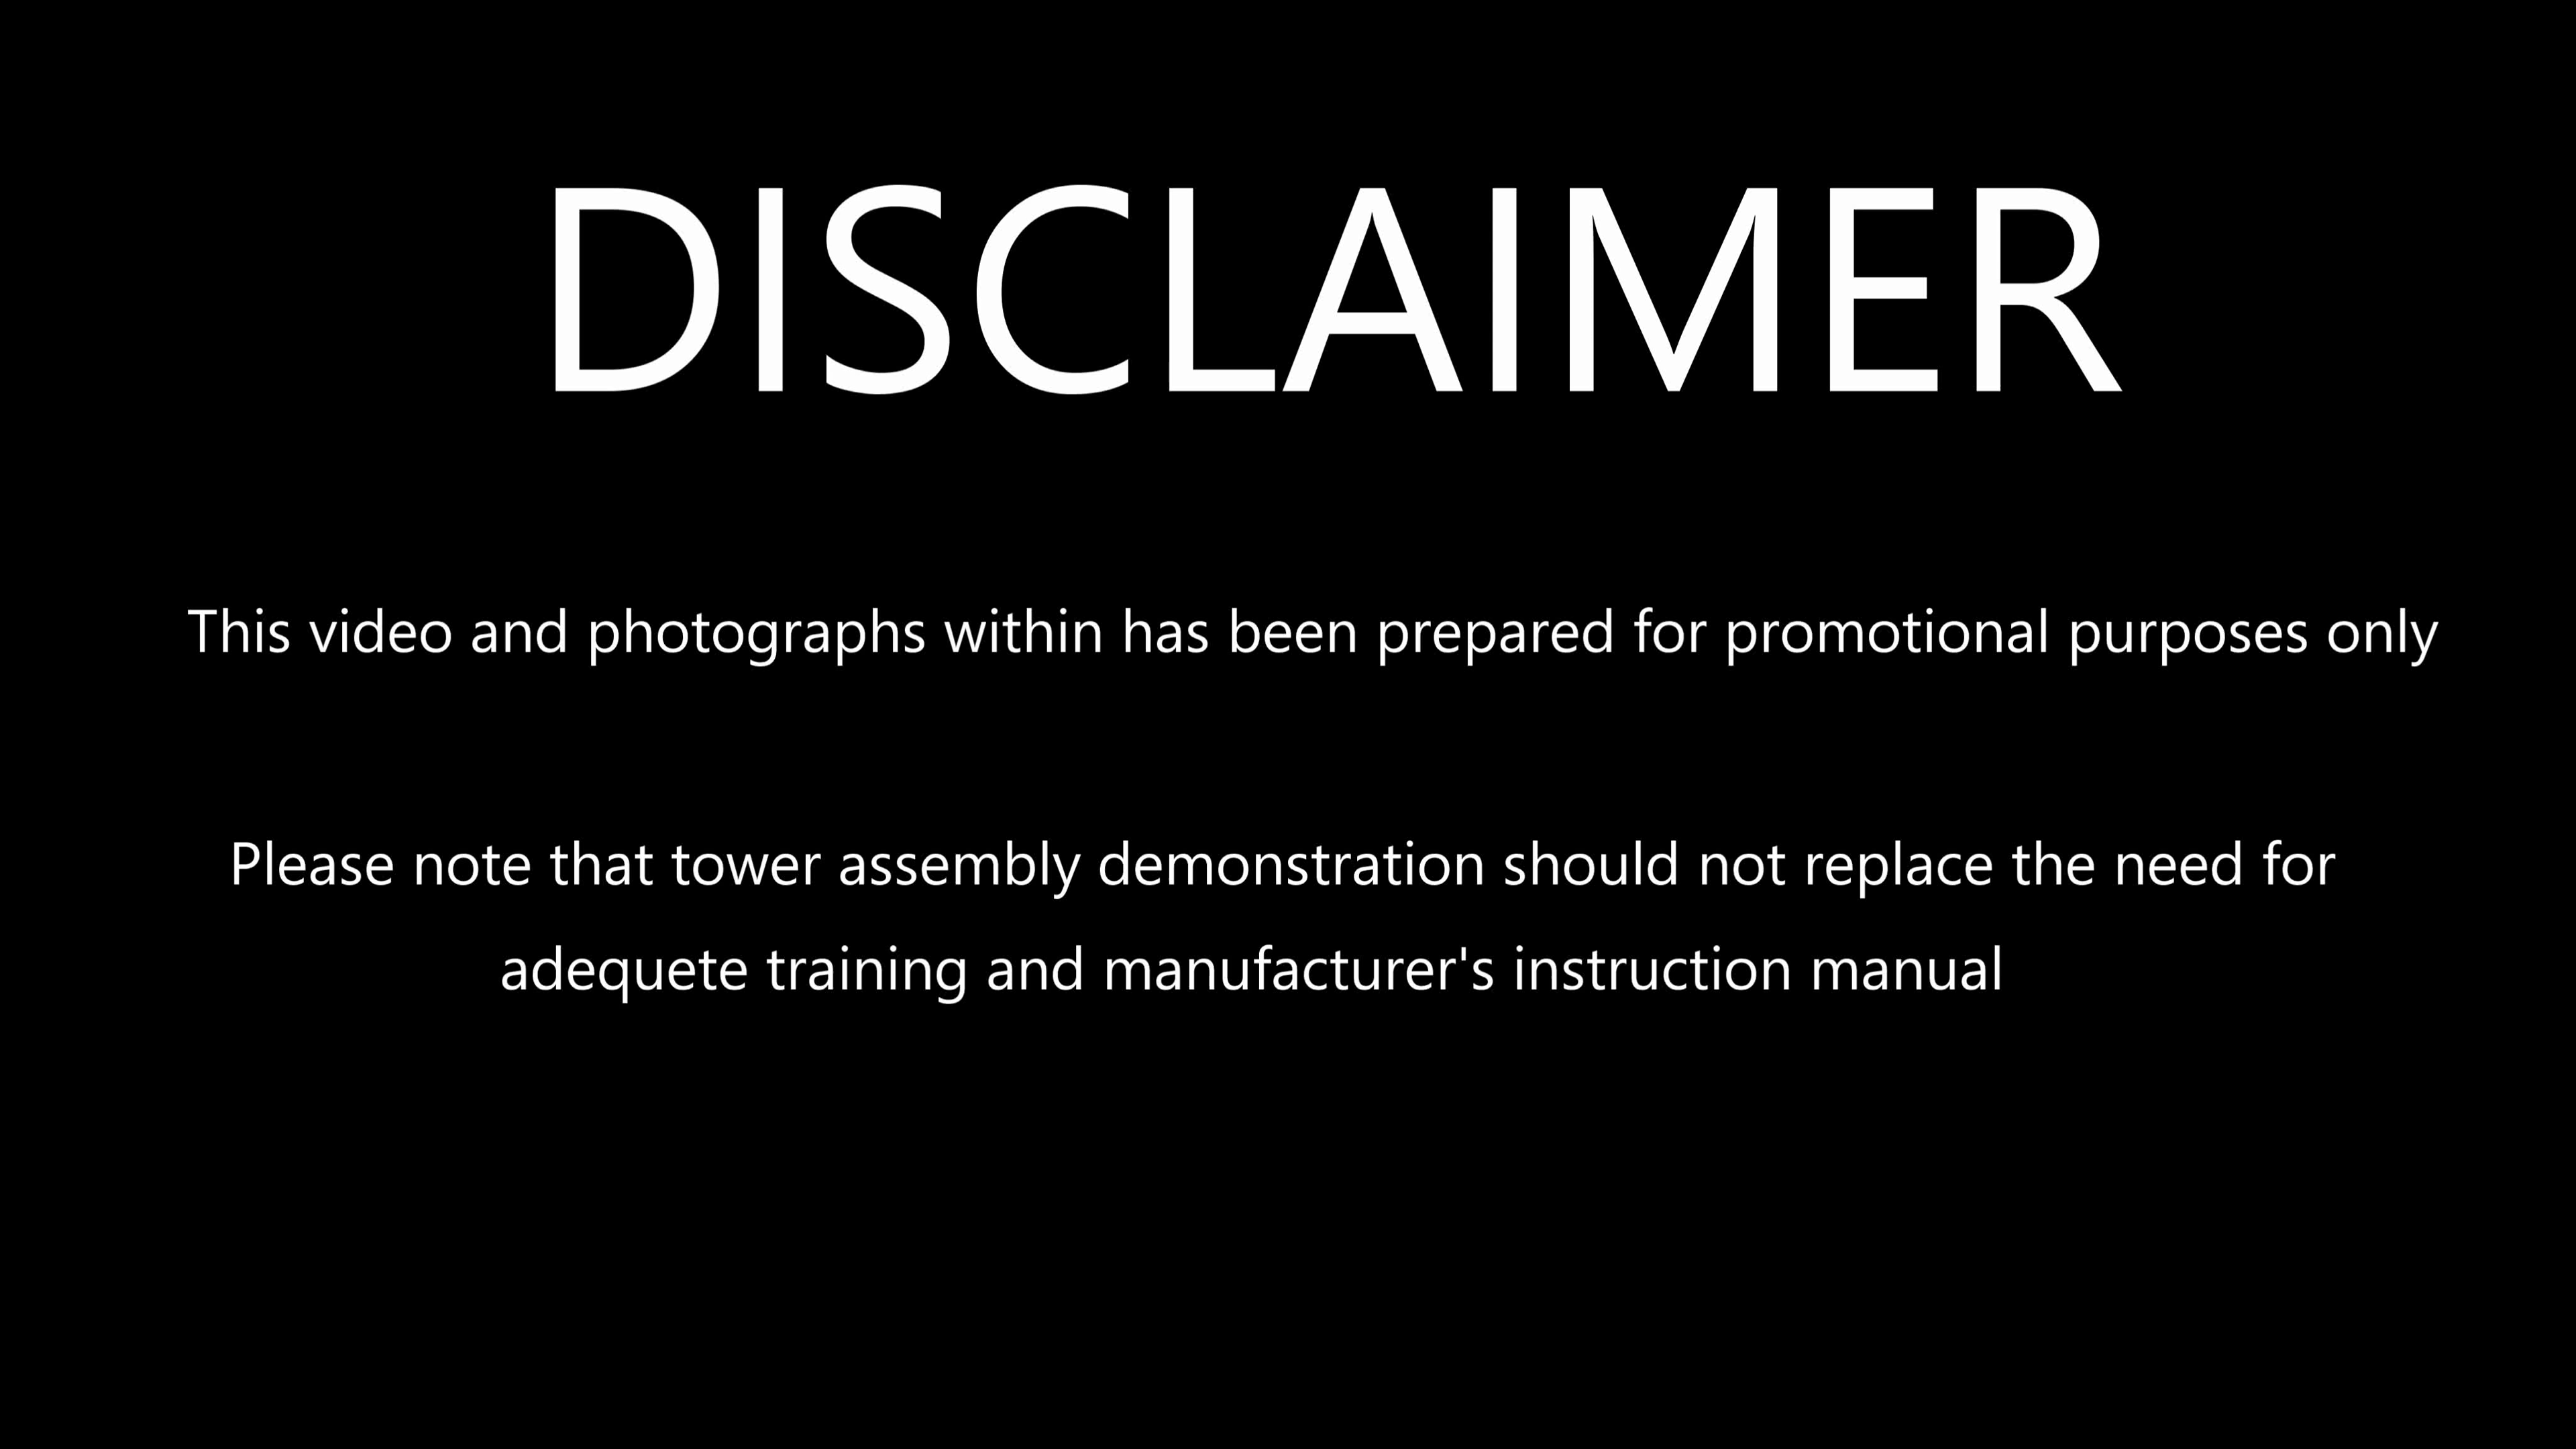 DISCLAIMER
This video and photographs within has been prepared for promotional purposes only
Please note that tower assembly demonstration should not replace the need for
adequete training and manufacturer's instruction manual